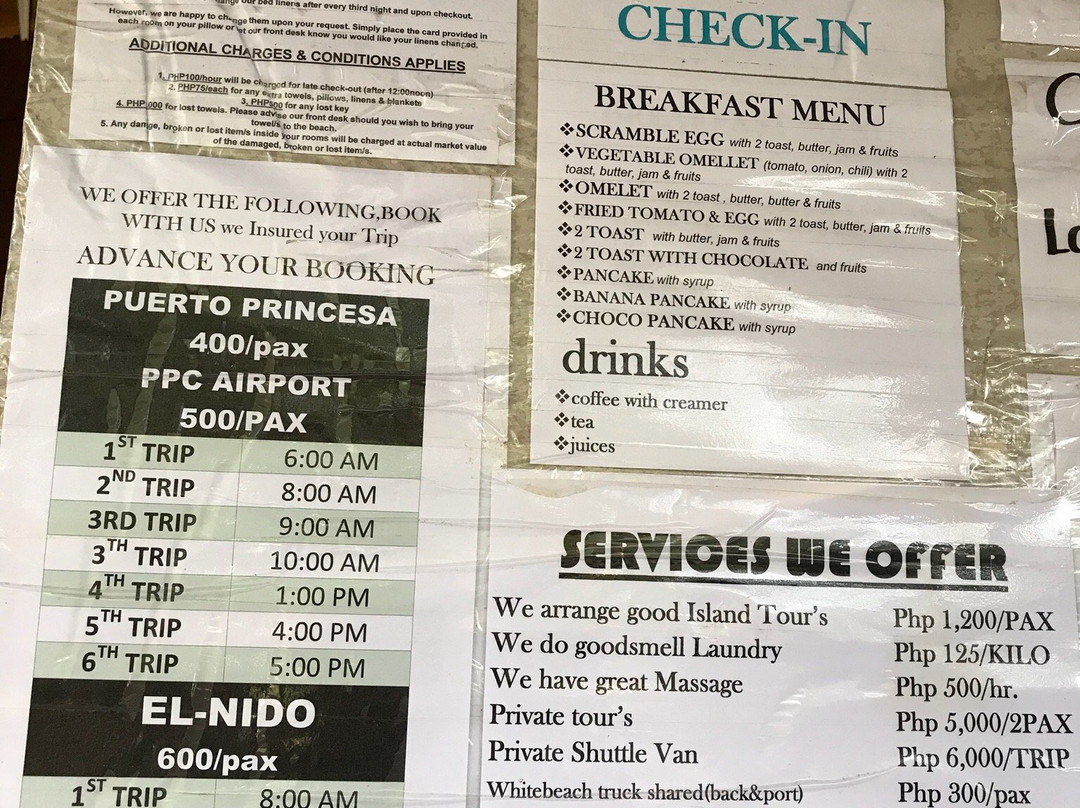 our bed linens after every third night and upon checkout.
However, we are happy to change them upon your request. Simply place the card provided in
each room on your pillow or let our front desk know you would like your linens changed.
ADDITIONAL CHARGES & CONDITIONS APPLIES
1. PHP100/hour will be charged for late check-out (after 12:00noon)
2. PHP75/each for any extra towels, pillows, linens & blankets
3. PHP300 for any lost key
4. PHP,000 for lost towels. Please advise our front desk should you wish to bring your
towel/s to the beach.
5. Any damge, broken or lost item/s inside your rooms will be charged at actual market value
of the damaged, broken or lost item/s.
WE OFFER THE FOLLOWING,BOOK
WITH US we Insured your Trip
ADVANCE YOUR BOOKING
PUERTO PRINCESA
400/pax
PPC AIRPORT
500/PAX
1ST TRIP 6:00 AM
2ND TRIP 8:00 AM
3RD TRIP 9:00 AM
3TH TRIP 10:00 AM
4TH TRIP 1:00 PM
5TH TRIP 4:00 PM
6TH TRIP 5:00 PM
EL-NIDO
600/pax
1ST TRIP 8:00 AM
CHECK-IN
BREAKFAST MENU
❖SCRAMBLE EGG with 2 toast, butter, jam & fruits
❖VEGETABLE OMELLET (tomato, onion, chili) with 2
toast, butter, jam & fruits
❖OMELET with 2 toast , butter, butter & fruits
❖FRIED TOMATO & EGG with 2 toast, butter, jam & fruits
❖2 TOAST with butter, jam & fruits
❖2 TOAST WITH CHOCOLATE and fruits
❖PANCAKE with syrup
❖BANANA PANCAKE with syrup
❖CHOCO PANCAKE with syrup
drinks
❖coffee with creamer
❖tea
❖juices
SERVICES WE OFFER
We arrange good Island Tour's Php 1,200/PAX
We do goodsmell Laundry Php 125/KILO
We have great Massage Php 500/hr.
Private tour's Php 5,000/2PAX
Private Shuttle Van Php 6,000/TRIP
Whitebeach truck shared(back&port) Php 300/pax